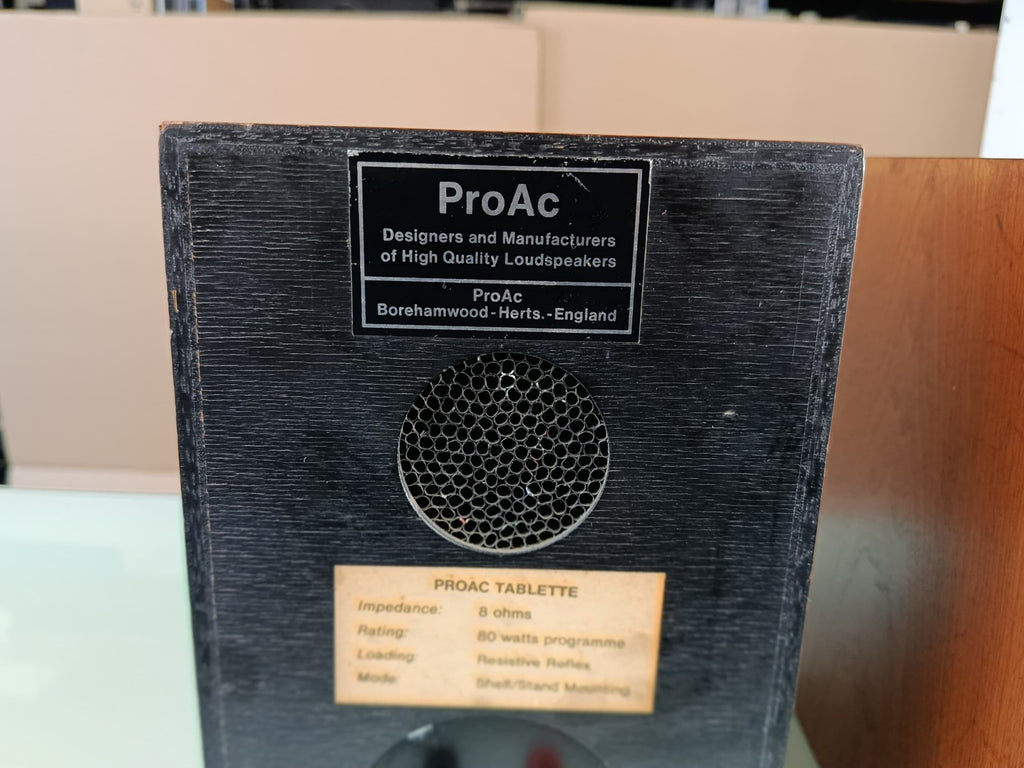 ProAc
Designers and Manufacturers
of High Quality Loudspeakers
ProAc
Borehamwood-Herts.-England
PROAC TABLETTE
Impedance: 8 ohms
Rating: 80 watts programme
Loading: Resistive Reflex
Mode: Shelf/Stand Mounting